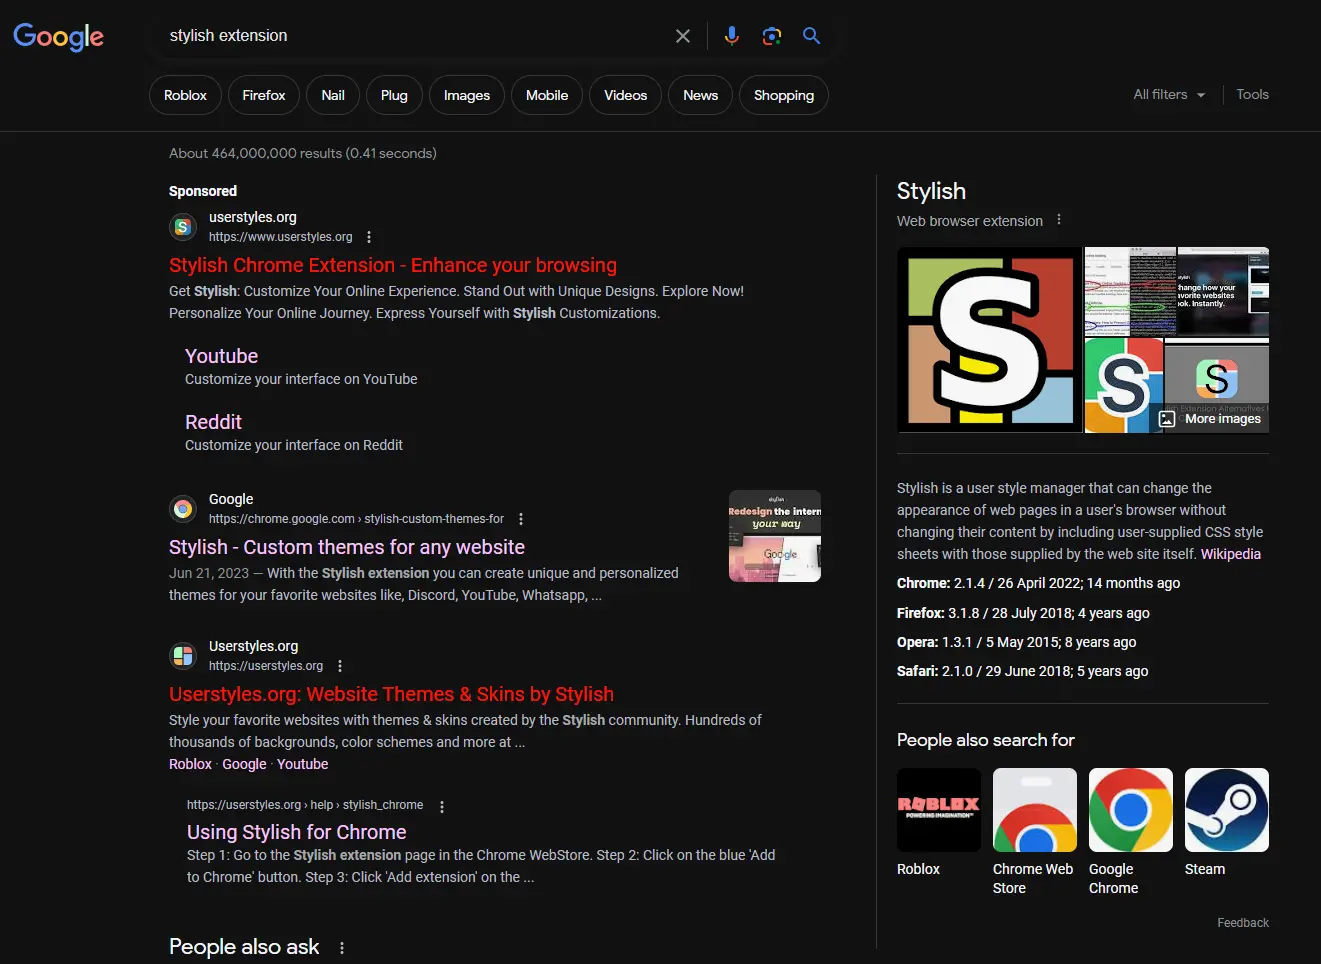 Google
stylish extension
Roblox
Firefox
Nail
Plug
Images
Mobile
Videos
News
Shopping
All filters
Tools
About 464,000,000 results (0.41 seconds)
Sponsored
userstyles.org
https://www.userstyles.org
Stylish Chrome Extension - Enhance your browsing
Get Stylish: Customize Your Online Experience. Stand Out with Unique Designs. Explore Now!
Personalize Your Online Journey. Express Yourself with Stylish Customizations.
Youtube
Customize your interface on YouTube
Reddit
Customize your interface on Reddit
Google
https://chrome.google.com › stylish-custom-themes-for
Stylish - Custom themes for any website
Jun 21, 2023 — With the Stylish extension you can create unique and personalized
themes for your favorite websites like, Discord, YouTube, Whatsapp, ...
stylish
Redesign the intern
your way
Google
Userstyles.org
https://userstyles.org
Userstyles.org: Website Themes & Skins by Stylish
Style your favorite websites with themes & skins created by the Stylish community. Hundreds of
thousands of backgrounds, color schemes and more at ...
Roblox · Google · Youtube
https://userstyles.org › help › stylish_chrome
Using Stylish for Chrome
Step 1: Go to the Stylish extension page in the Chrome WebStore. Step 2: Click on the blue 'Add
to Chrome' button. Step 3: Click 'Add extension' on the ...
People also ask
Stylish
Web browser extension
S
hange how your
vorite websites
ok. Instantly.
S
S
More images
Stylish is a user style manager that can change the
appearance of web pages in a user's browser without
changing their content by including user-supplied CSS style
sheets with those supplied by the web site itself. Wikipedia
Chrome: 2.1.4 / 26 April 2022; 14 months ago
Firefox: 3.1.8 / 28 July 2018; 4 years ago
Opera: 1.3.1 / 5 May 2015; 8 years ago
Safari: 2.1.0 / 29 June 2018; 5 years ago
People also search for
ROBLOX
POWERING IMAGINATION™
Roblox
Chrome Web
Store
Google
Chrome
Steam
Feedback